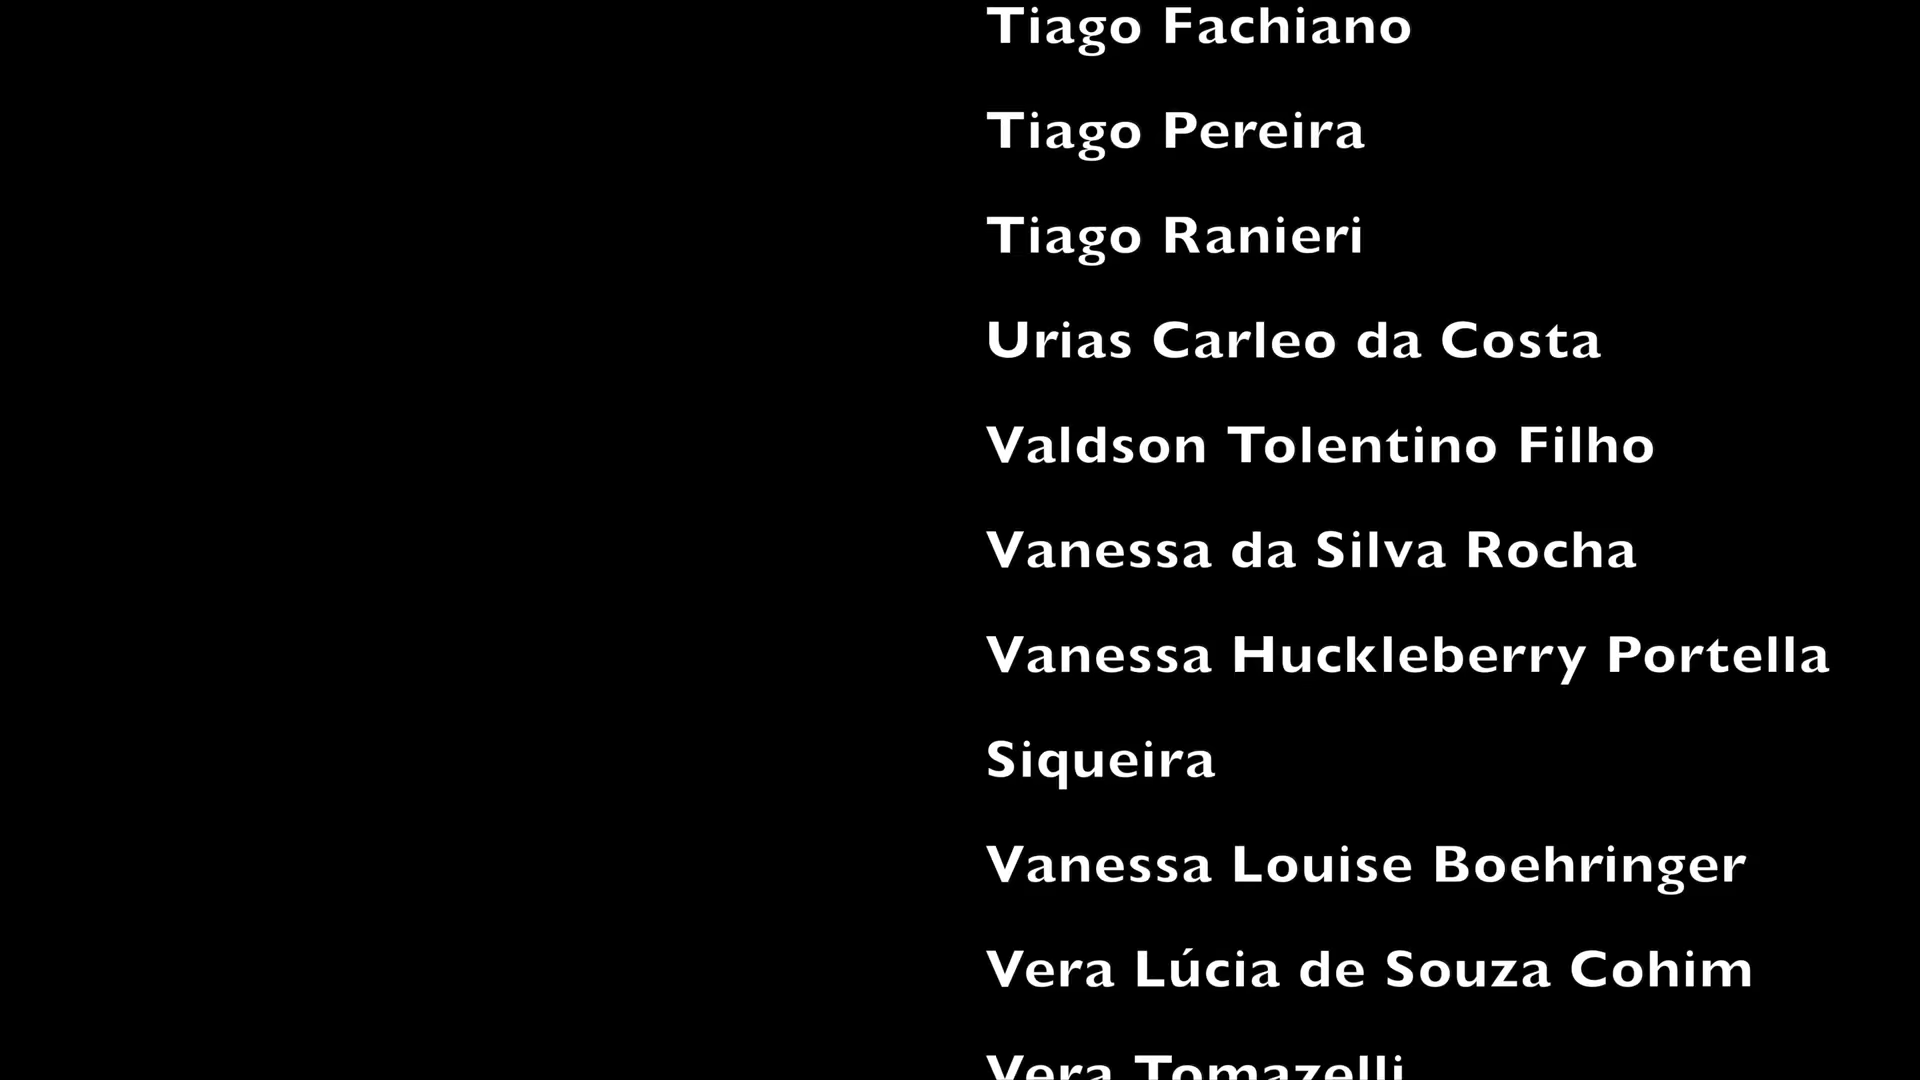 Tiago Fachiano
Tiago Pereira
Tiago Ranieri
Urias Carleo da Costa
Valdson Tolentino Filho
Vanessa da Silva Rocha
Vanessa Huckleberry Portella
Siqueira
Vanessa Louise Boehringer
Vera Lúcia de Souza Cohim
Vera Tomazelli